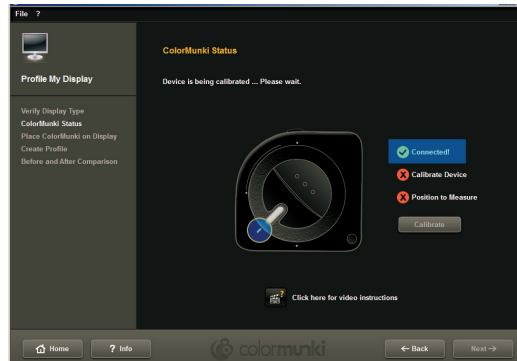 File ?
ColorMunki Status
Profile My Display
Device is being calibrated ... Please wait.
Verify Display Type
ColorMunki Status
Place ColorMunki on Display
Create Profile
Before and After Comparison
Connected!
Calibrate Device
Position to Measure
Calibrate
?
Click here for video instructions
Home
? Info
colormunki
← Back
Next →